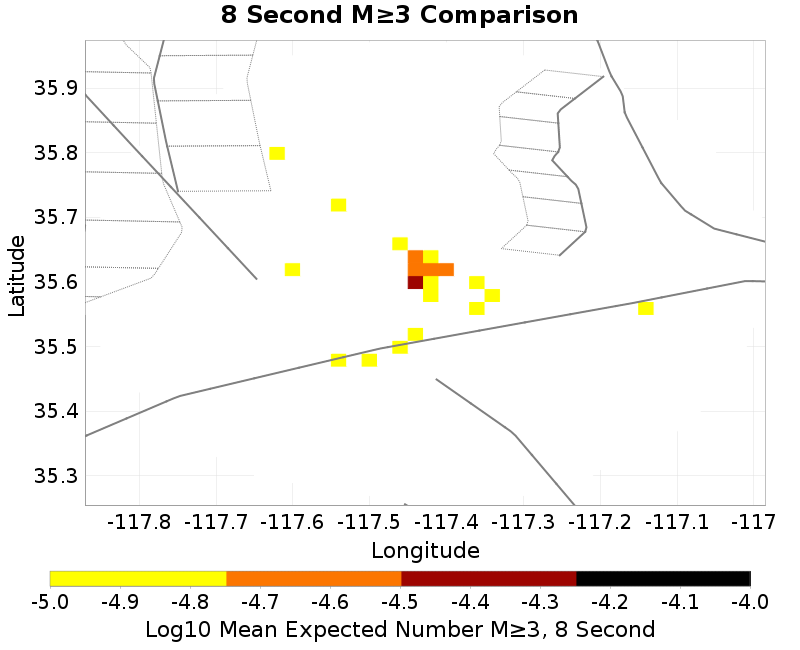 8 Second M≥3 Comparison
35.9
35.8
35.7
35.6
35.5
35.4
35.3
Latitude
-117.8 -117.7 -117.6 -117.5 -117.4 -117.3 -117.2 -117.1 -117
Longitude
-5.0 -4.9 -4.8 -4.7 -4.6 -4.5 -4.4 -4.3 -4.2 -4.1 -4.0
Log10 Mean Expected Number M≥3, 8 Second